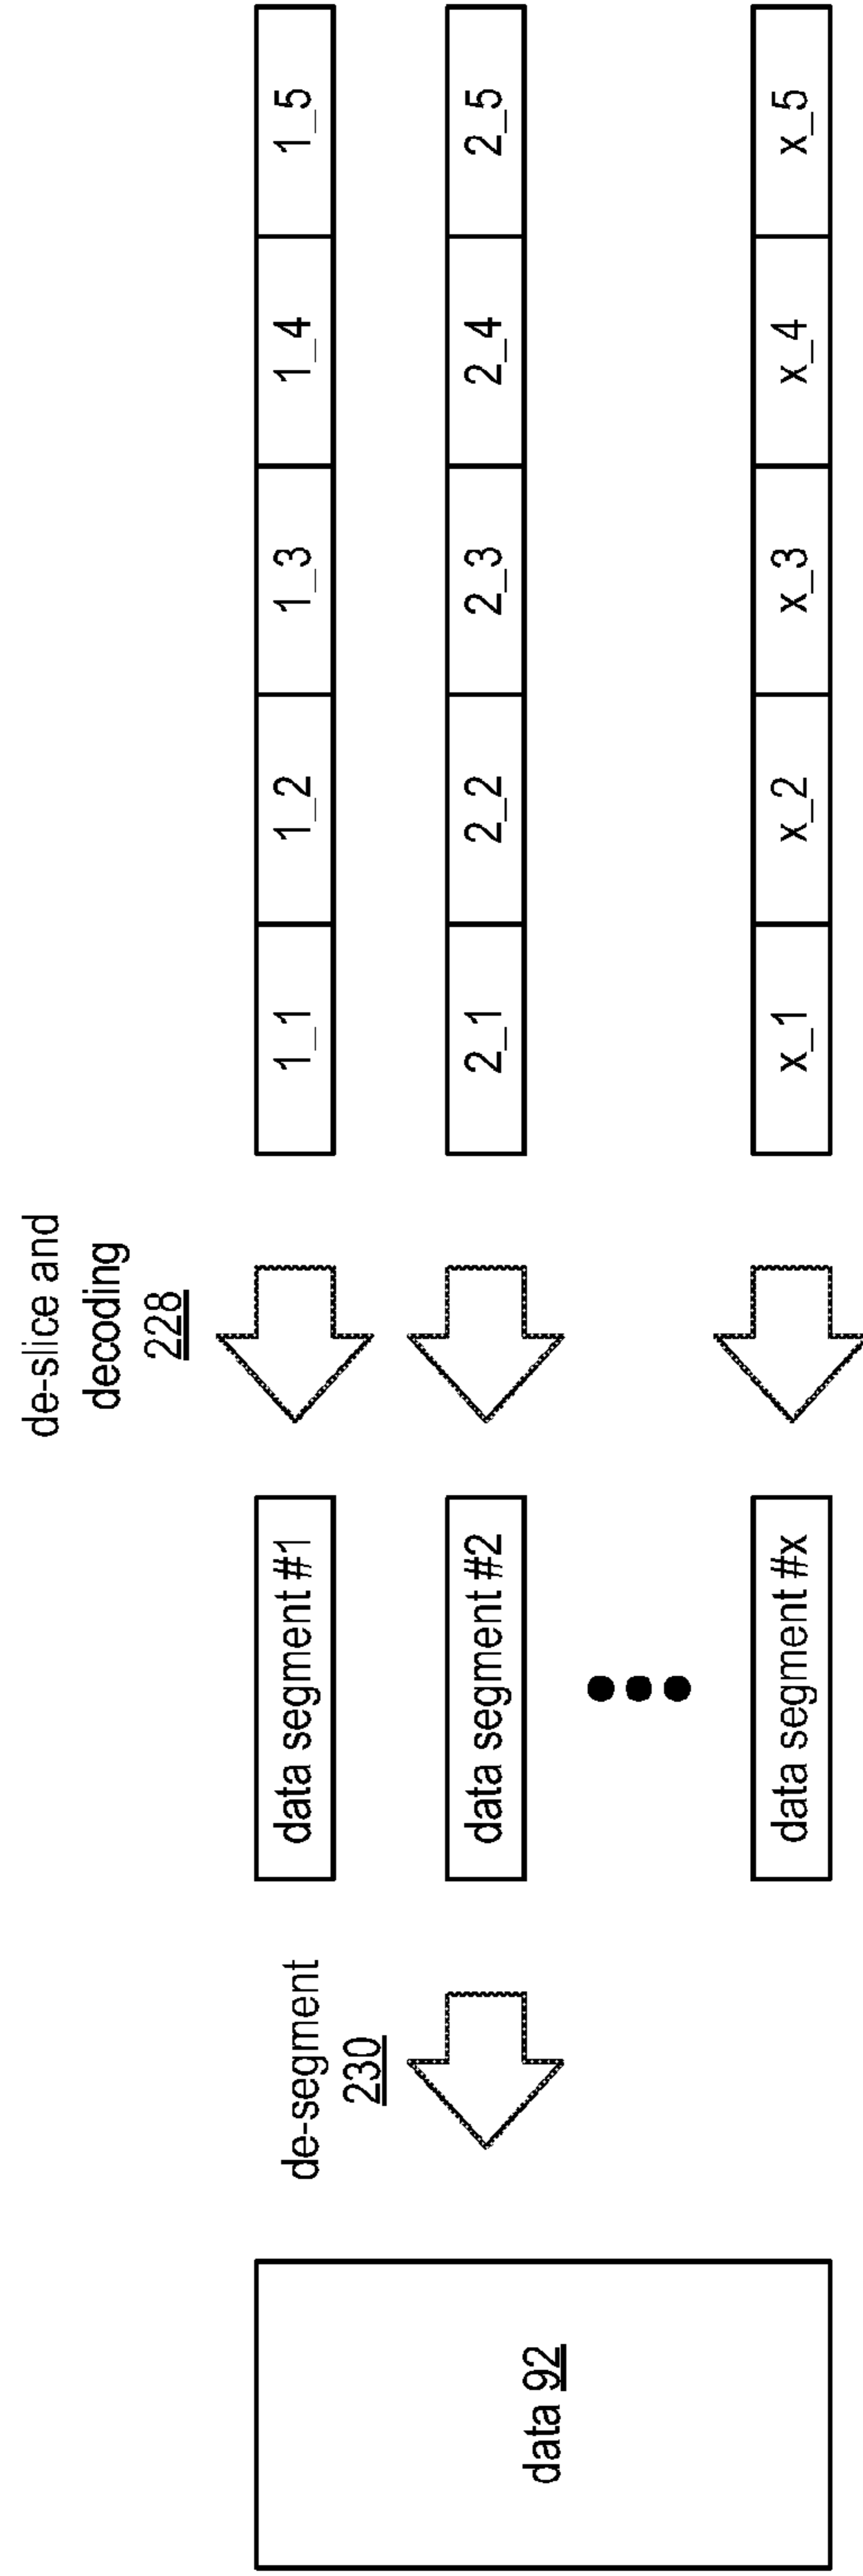 de-slice and
decoding
228
de-segment
230
data 92
data segment #1
1_1
1_2
1_3
1_4
1_5
data segment #2
2_1
2_2
2_3
2_4
2_5
data segment #x
x_1
x_2
x_3
x_4
x_5